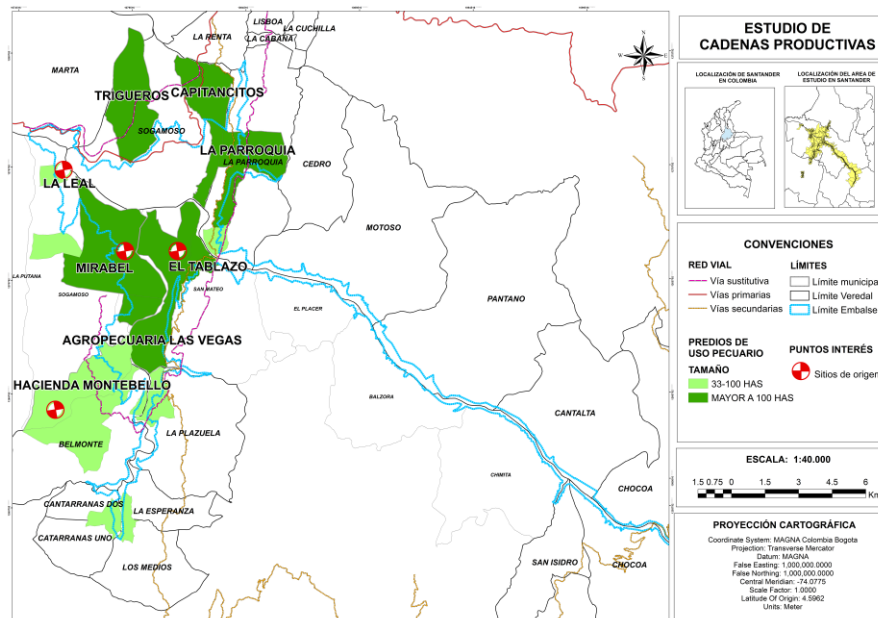 LISBOA
LA CUCHILLA
LA PENTA
LA CABAÑA
MARTA
TRIGUEROS
CAPITANCITOS
SOGAMOSO
LA PARROQUIA
LA PARROQUIA
CEDRO
LA LEAL
MOTOSO
MIRABEL
EL TABLAZO
LA PUTANA
SOGAMOSO
SAN MATEO
EL PLACER
PANTANO
AGROPECUARIA LAS VEGAS
HACIENDA MONTEBELLO
BALZORA
CANTALTA
BELMONTE
LA PLAZUELA
CHIMITA
CHOCOA
CANTARRANAS DOS
LA ESPERANZA
CATARRANAS UNO
LOS MEDIOS
SAN ISIDRO
CHOCOA
N
W
E
S
ESTUDIO DE
CADENAS PRODUCTIVAS
LOCALIZACIÓN DE SANTANDER
EN COLOMBIA
LOCALIZACIÓN DEL AREA DE
ESTUDIO EN SANTANDER
CONVENCIONES
RED VIAL
Vía sustitutiva
Vías primarias
Vías secundarias
LÍMITES
Límite municipa
Límite Veredal
Límite Embalse
PREDIOS DE
USO PECUARIO
TAMAÑO
33-100 HAS
MAYOR A 100 HAS
PUNTOS INTERÉS
Sitios de origen
ESCALA: 1:40.000
1.5 0.75 0 1.5 3 4.5 6
Km
PROYECCIÓN CARTOGRÁFICA
Coordinate System: MAGNA Colombia Bogota
Projection: Transverse Mercator
Datum: MAGNA
False Easting: 1,000,000.0000
False Northing: 1,000,000.0000
Central Meridian: -74.0775
Scale Factor: 1.0000
Latitude Of Origin: 4.5962
Units: Meter